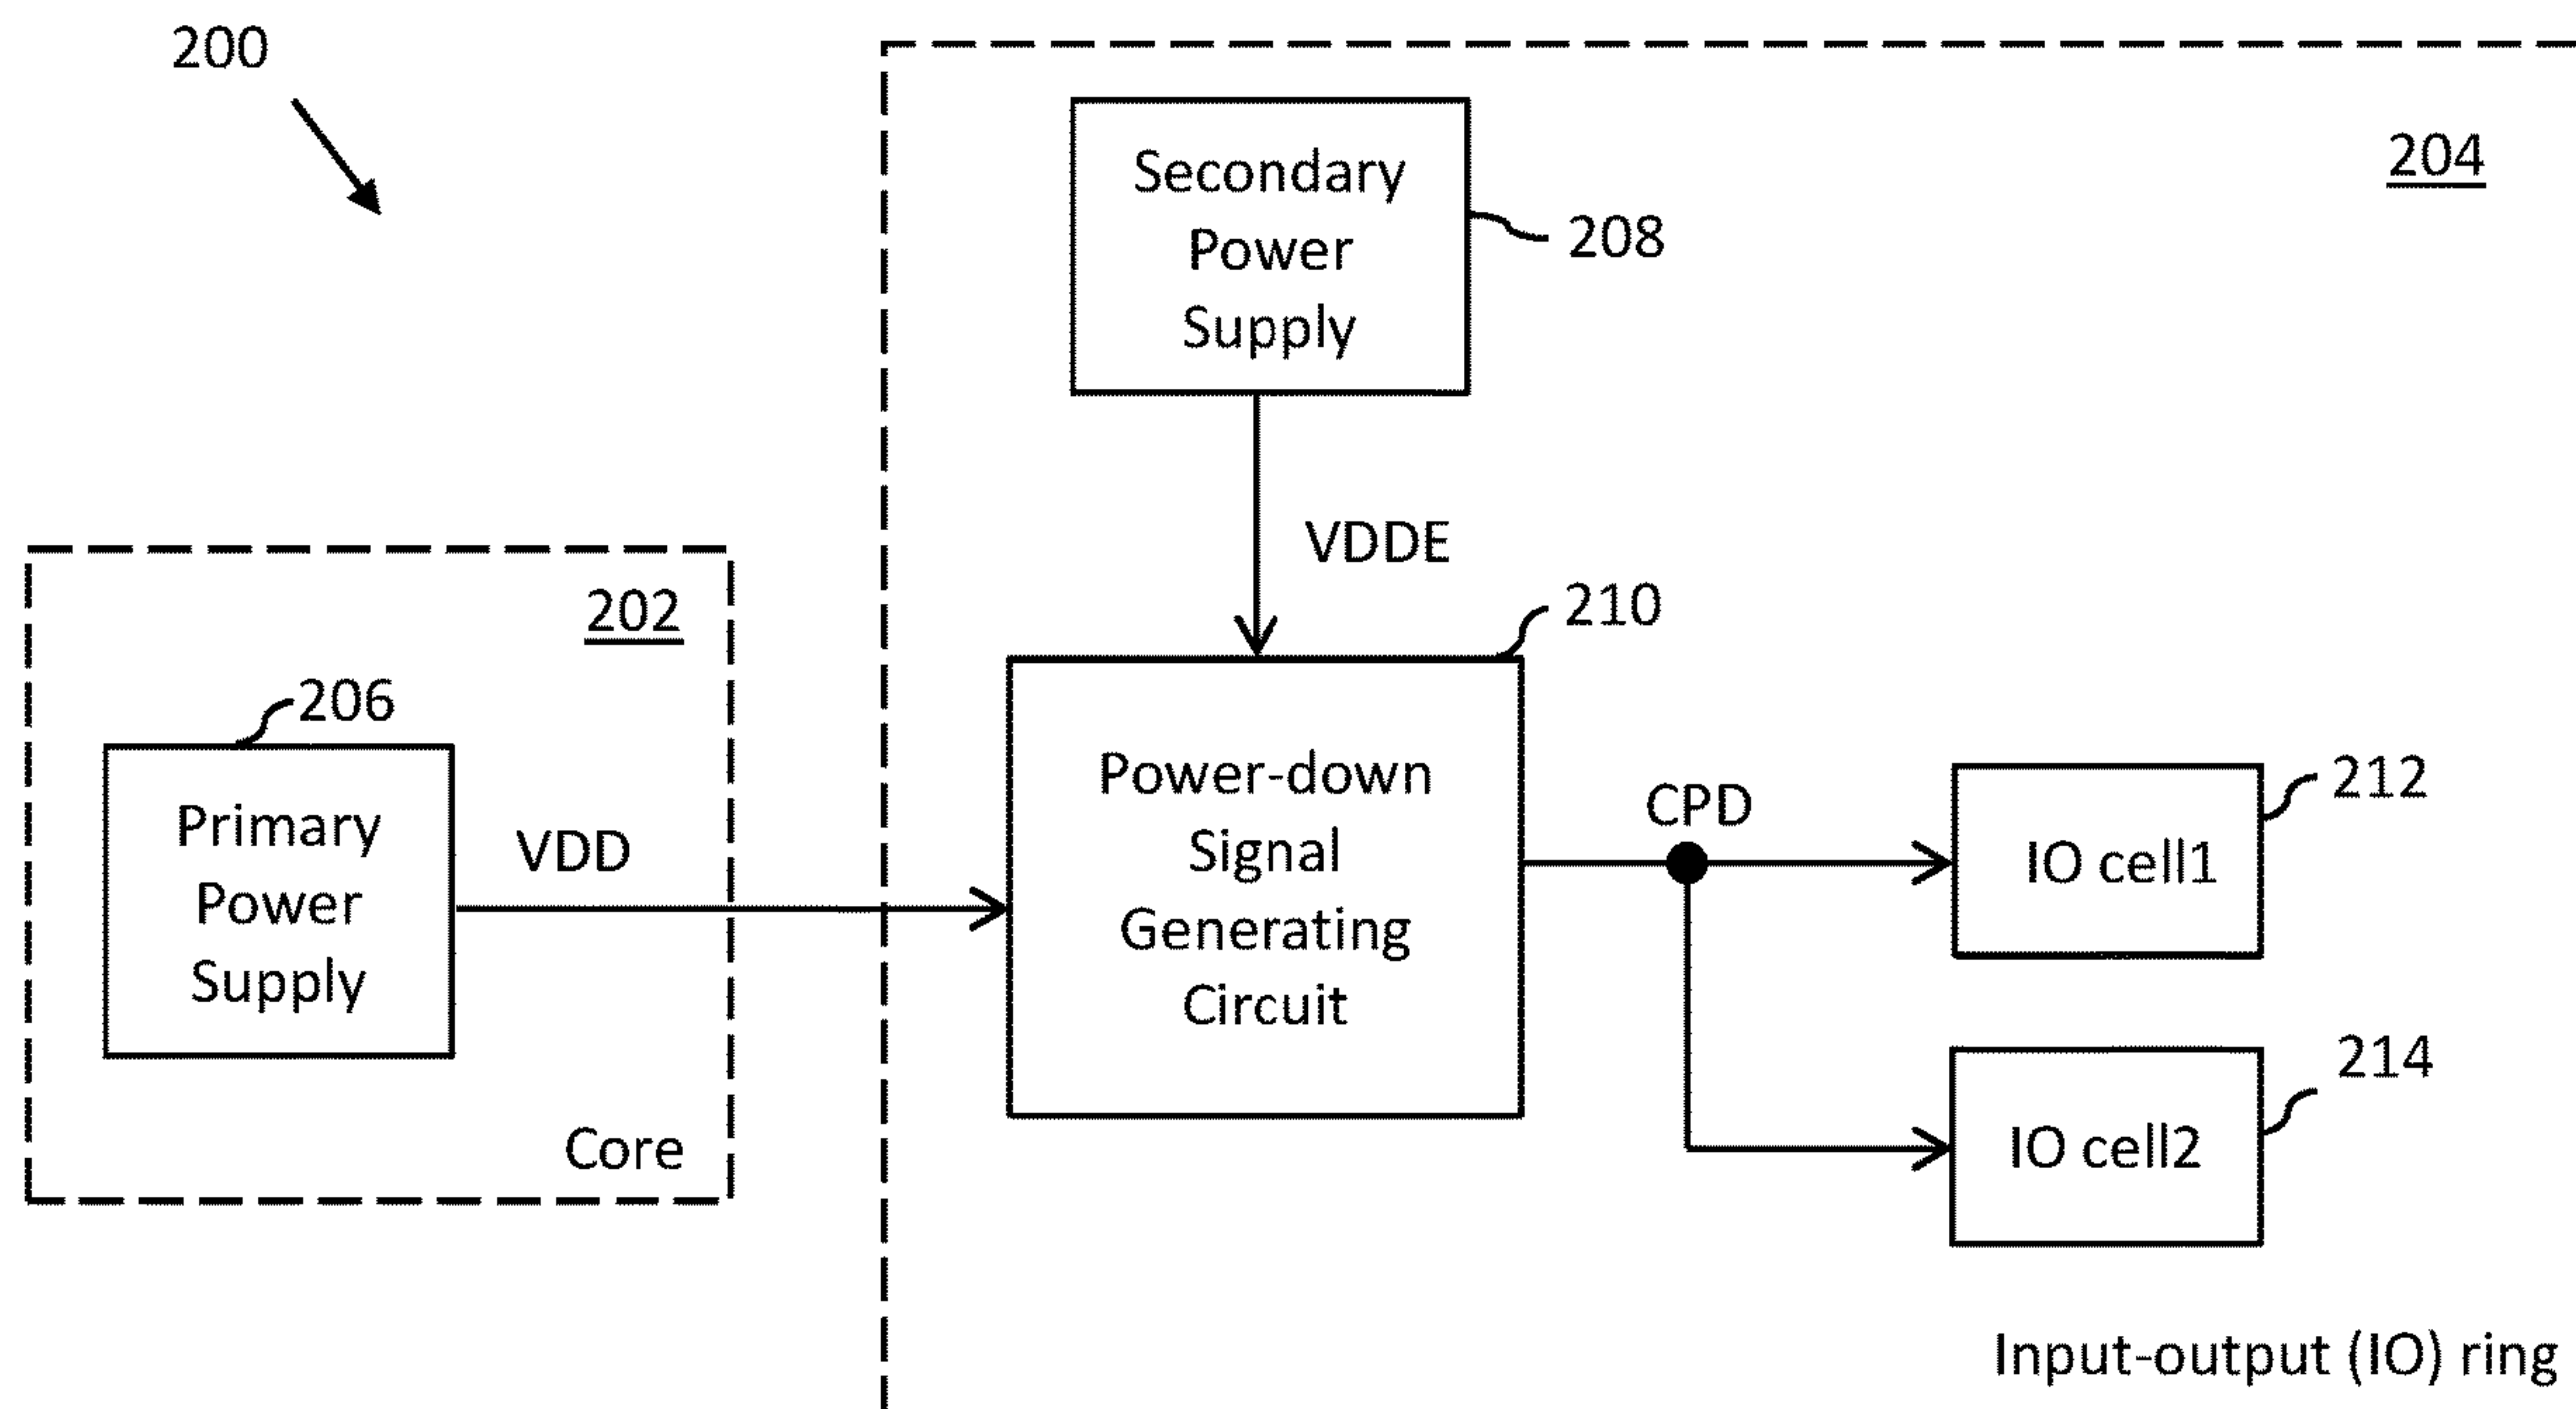 200
204
Secondary
Power
Supply
208
VDDE
202
210
206
Primary
Power
Supply
VDD
Core
Power-down
Signal
Generating
Circuit
CPD
212
IO cell1
214
IO cell2
Input-output (IO) ring